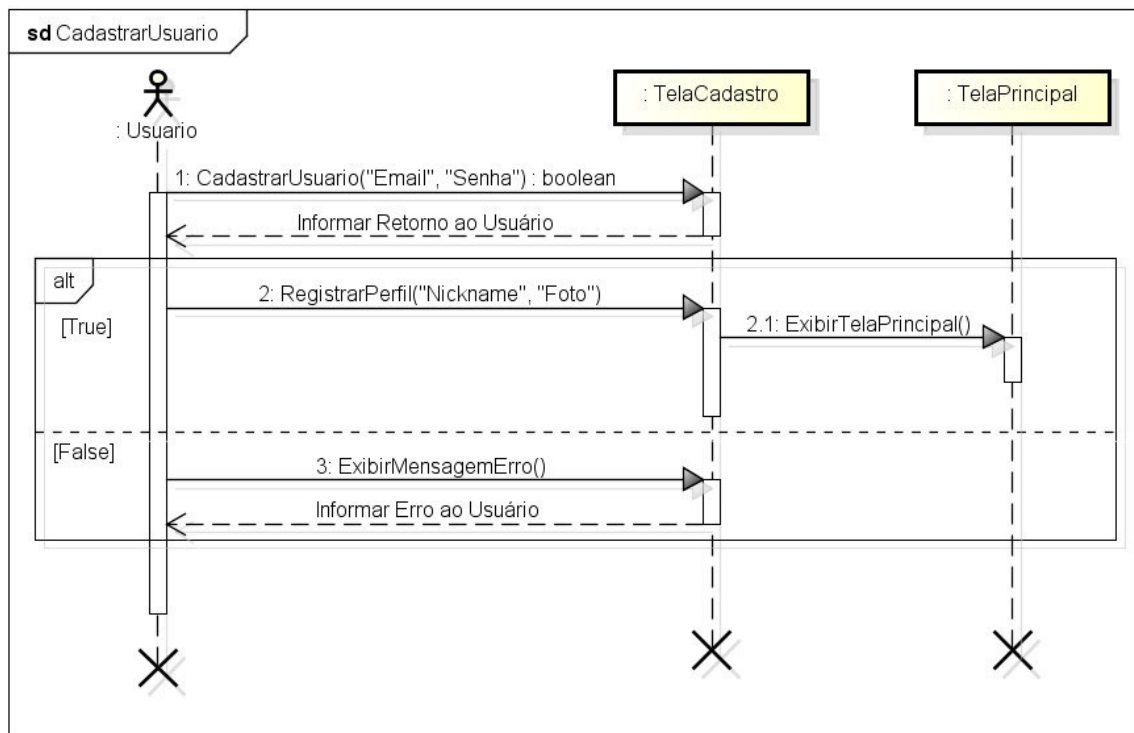 sd CadastrarUsuario
: Usuario
: TelaCadastro
: TelaPrincipal
1: CadastrarUsuario("Email", "Senha") : boolean
Informar Retorno ao Usuário
alt
2: RegistrarPerfil("Nickname", "Foto")
[True]
2.1: ExibirTelaPrincipal()
[False]
3: ExibirMensagemErro()
Informar Erro ao Usuário